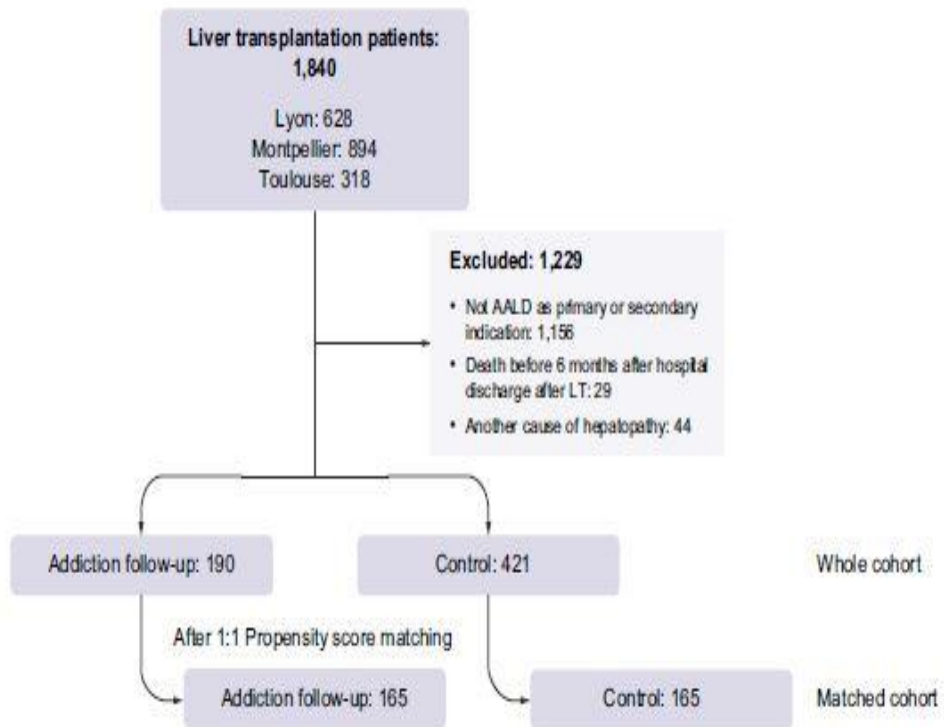 Liver transplantation patients:
1,840
Lyon: 628
Montpellier: 894
Toulouse: 318
Excluded: 1,229
• Not AALD as primary or secondary
indication: 1,156
• Death before 6 months after hospital
discharge after LT: 29
• Another cause of hepatopathy: 44
Addiction follow-up: 190
Control: 421
Whole cohort
After 1:1 Propensity score matching
Addiction follow-up: 165
Control: 165
Matched cohort